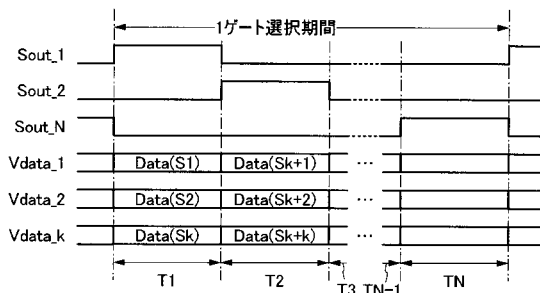 1ゲート選択期間
Sout_1
Sout_2
Sout_N
Vdata_1 Data(S1) Data(Sk+1) ...
Vdata_2 Data(S2) Data(Sk+2) ...
Vdata_k Data(Sk) Data(Sk+k) ...
T1 T2 T3 TN-1 TN